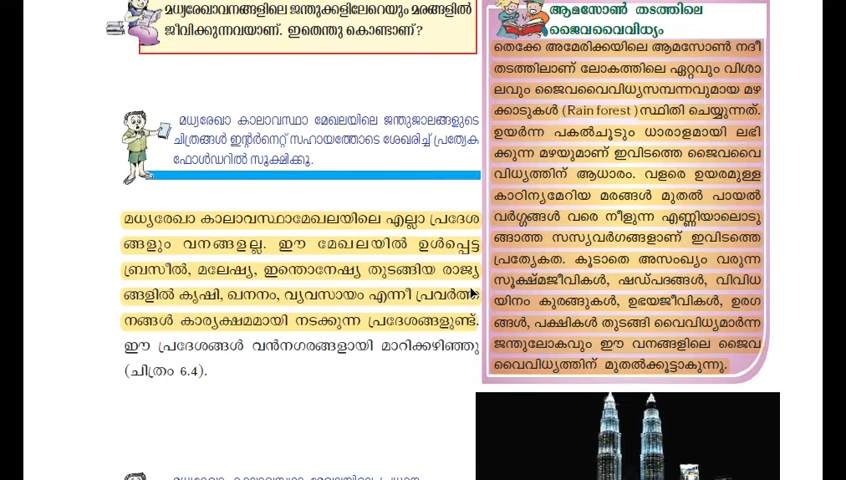 മധ്യരേഖാവനങ്ങളിലെ ജന്തുക്കളിലേറെയും മരങ്ങളിൽ
ജീവിക്കുന്നവയാണ്. ഇതെന്തു കൊണ്ടാണ്?
മധ്യരേഖാ കാലാവസ്ഥാ മേഖലയിലെ ജന്തുജാലങ്ങളുടെ
ചിത്രങ്ങൾ ഇന്റർനെറ്റ് സഹായത്തോടെ ശേഖരിച്ച് പ്രത്യേക
ഫോൾഡറിൽ സൂക്ഷിക്കൂ.
മധ്യരേഖാ കാലാവസ്ഥാമേഖലയിലെ എല്ലാ പ്രദേശ
ങ്ങളും വനങ്ങളല്ല. ഈ മേഖലയിൽ ഉൾപ്പെട്ട
ബ്രസീൽ, മലേഷ്യ, ഇന്തൊനേഷ്യ തുടങ്ങിയ രാജ്യ
ങ്ങളിൽ കൃഷി, ഖനനം, വ്യവസായം എന്നീ പ്രവർത്ത
നങ്ങൾ കാര്യക്ഷമമായി നടക്കുന്ന പ്രദേശങ്ങളുണ്ട്.
ഈ പ്രദേശങ്ങൾ വൻനഗരങ്ങളായി മാറിക്കഴിഞ്ഞു
(ചിത്രം 6.4).
ആമസോൺ തടത്തിലെ
ജൈവവൈവിധ്യം
തെക്കേ അമേരിക്കയിലെ ആമസോൺ നദീ
തടത്തിലാണ് ലോകത്തിലെ ഏറ്റവും വിശാ
ലവും ജൈവവൈവിധ്യസമ്പന്നവുമായ മഴ
ക്കാടുകൾ (Rain forest) സ്ഥിതി ചെയ്യുന്നത്.
ഉയർന്ന പകൽചൂടും ധാരാളമായി ലഭി
ക്കുന്ന മഴയുമാണ് ഇവിടത്തെ ജൈവവൈ
വിധ്യത്തിന് ആധാരം. വളരെ ഉയരമുള്ള
കാഠിന്യമേറിയ മരങ്ങൾ മുതൽ പായൽ
വർഗ്ഗങ്ങൾ വരെ നീളുന്ന എണ്ണിയാലൊടു
ങ്ങാത്ത സസ്യവർഗങ്ങളാണ് ഇവിടത്തെ
പ്രത്യേകത. കൂടാതെ അസംഖ്യം വരുന്ന
സൂക്ഷ്മജീവികൾ, ഷഡ്പദങ്ങൾ, വിവിധ
യിനം കുരങ്ങുകൾ, ഉഭയജീവികൾ, ഉരഗ
ങ്ങൾ, പക്ഷികൾ തുടങ്ങി വൈവിധ്യമാർന്ന
ജന്തുലോകവും ഈ വനങ്ങളിലെ ജൈവ
വൈവിധ്യത്തിന് മുതൽക്കൂട്ടാകുന്നു.